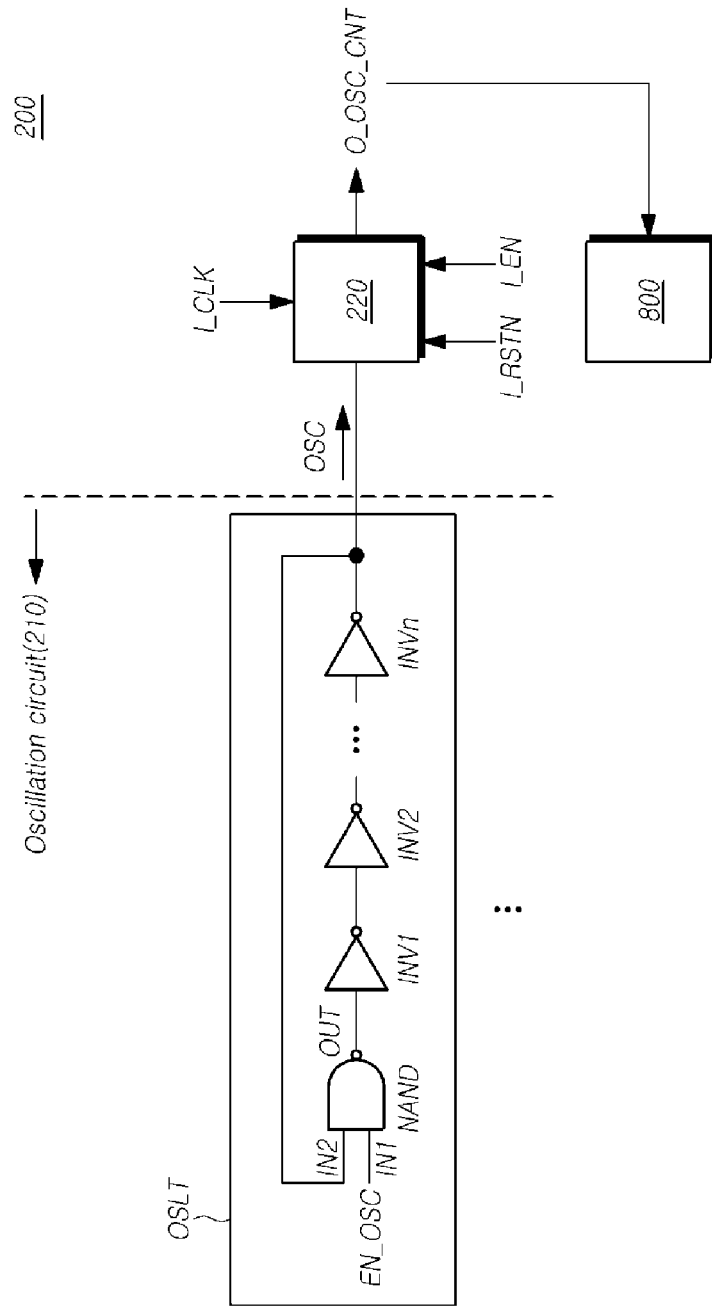 200
Oscillation circuit(210)
OSLT
EN_OSC
IN2
IN1
NAND
OUT
INV1
INV2
...
INVn
OSC
I_CLK
220
I_RSTN
I_EN
O_OSC_CNT
800
...